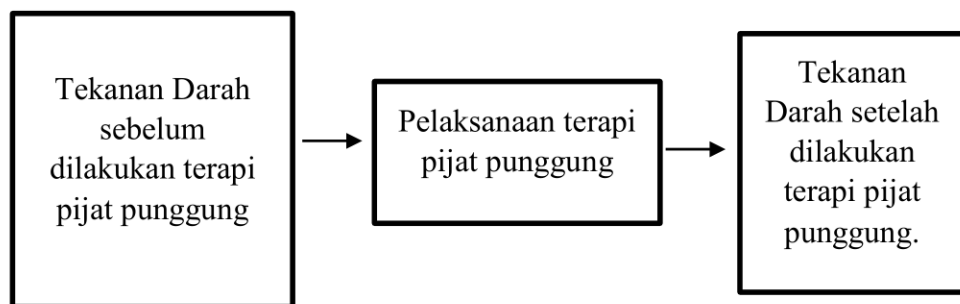 Tekanan Darah
sebelum
dilakukan terapi
pijat punggung
Pelaksanaan terapi
pijat punggung
Tekanan
Darah setelah
dilakukan
terapi pijat
punggung.